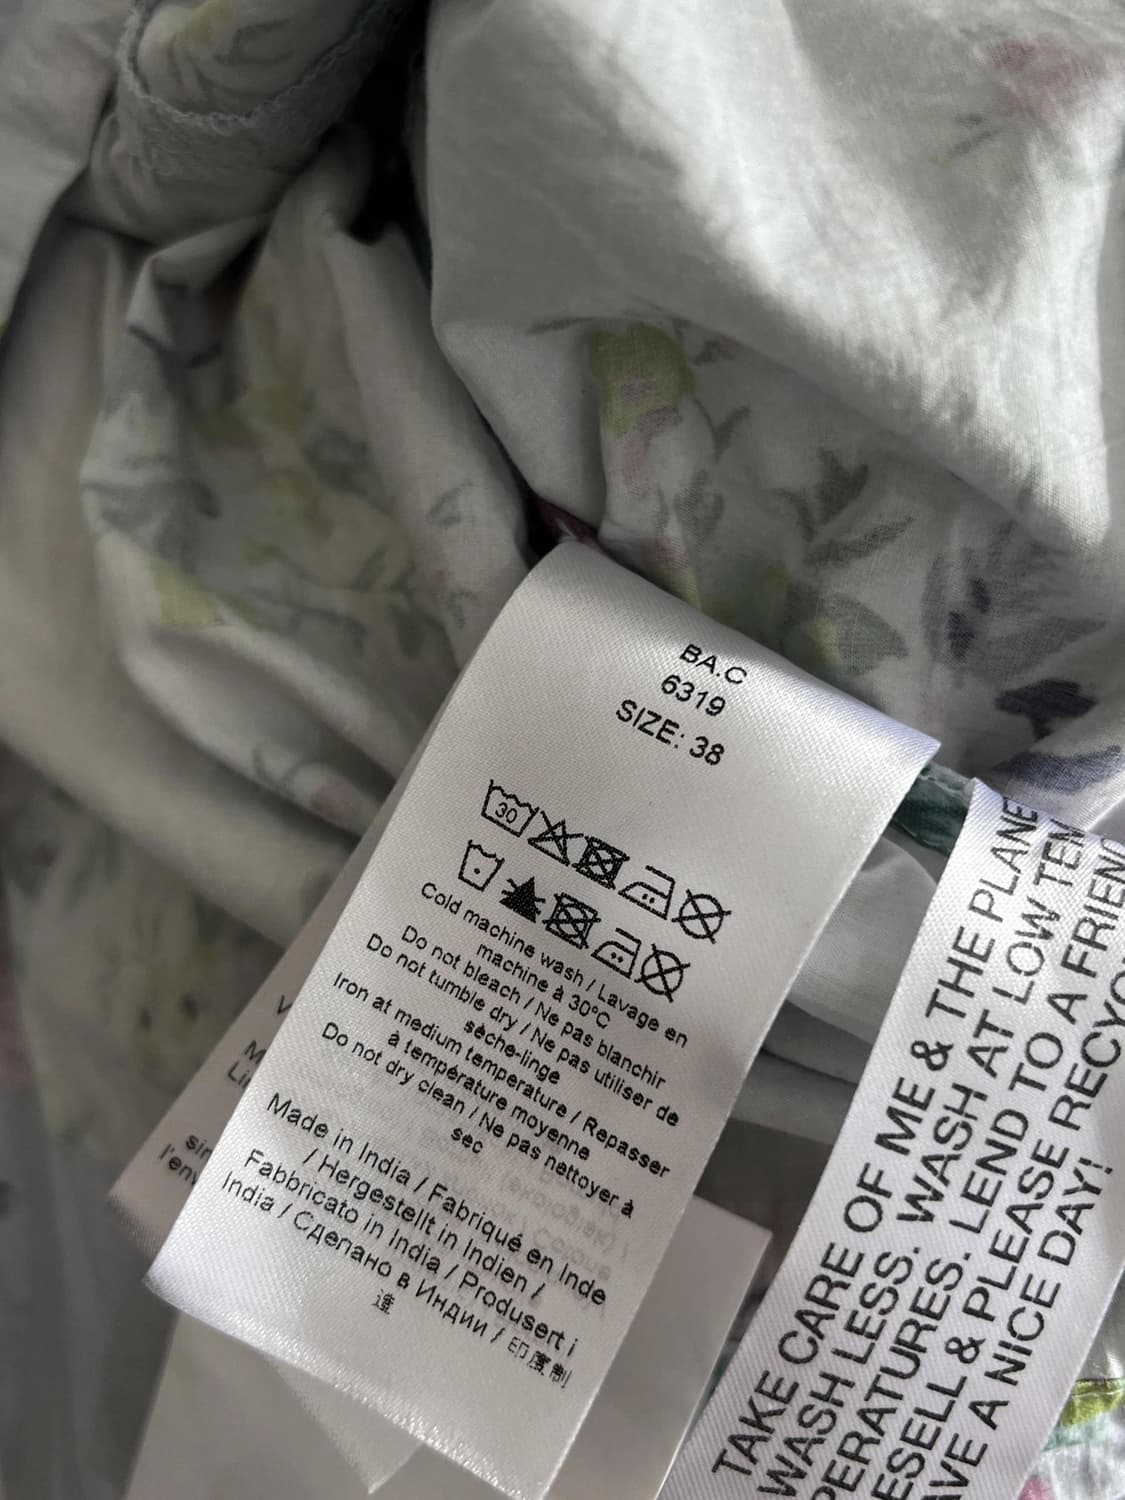 BA.C
6319
SIZE: 38
30
Cold machine wash / Lavage en
machine à 30°C
Do not bleach / Ne pas blanchir
Do not tumble dry / Ne pas utiliser de
sèche-linge
Iron at medium temperature / Repasser
à température moyenne
Do not dry clean / Ne pas nettoyer à
sec
Made in India / Fabriqué en Inde
/ Hergestellt in Indien /
Fabbricato in India / Produsert i
India / Сделано в Индии / 印度制
達
TAKE CARE OF ME & THE PLANE
WASH LESS. WASH AT LOW TEM
PERATURES. LEND TO A FRIEND
ESELL & PLEASE RECYC
AVE A NICE DAY!